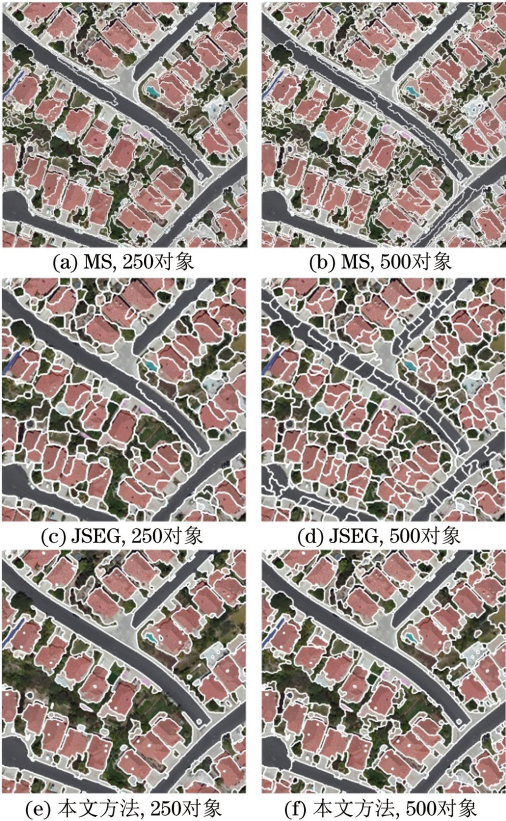 (a) MS, 250对象
(b) MS, 500对象
(c) JSEG, 250对象
(d) JSEG, 500对象
(e) 本文方法, 250对象
(f) 本文方法, 500对象